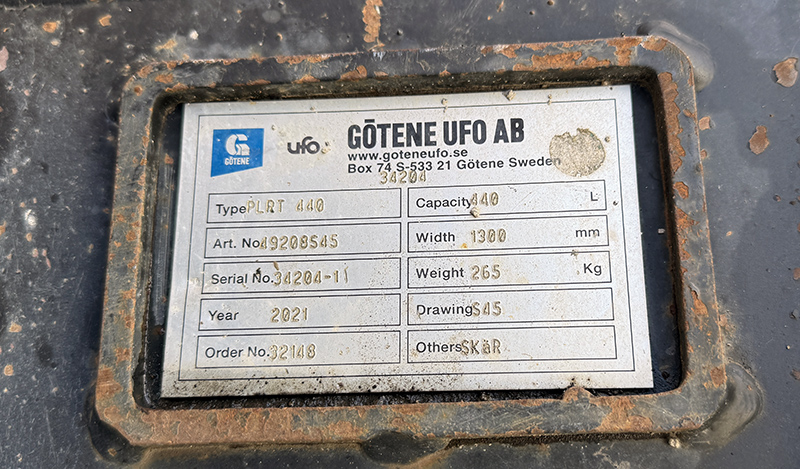 GÖTENE
ufo
GÖTENE UFO AB
www.goteneufo.se
Box 74 S-533 21 Götene Sweden
34204
Type PLRT 440
Capacity 440 L
Art. No. 49208S45
Width 1300 mm
Serial No. 34204-11
Weight 265 Kg
Year 2021
Drawing S45
Order No. 32148
Others SKäR